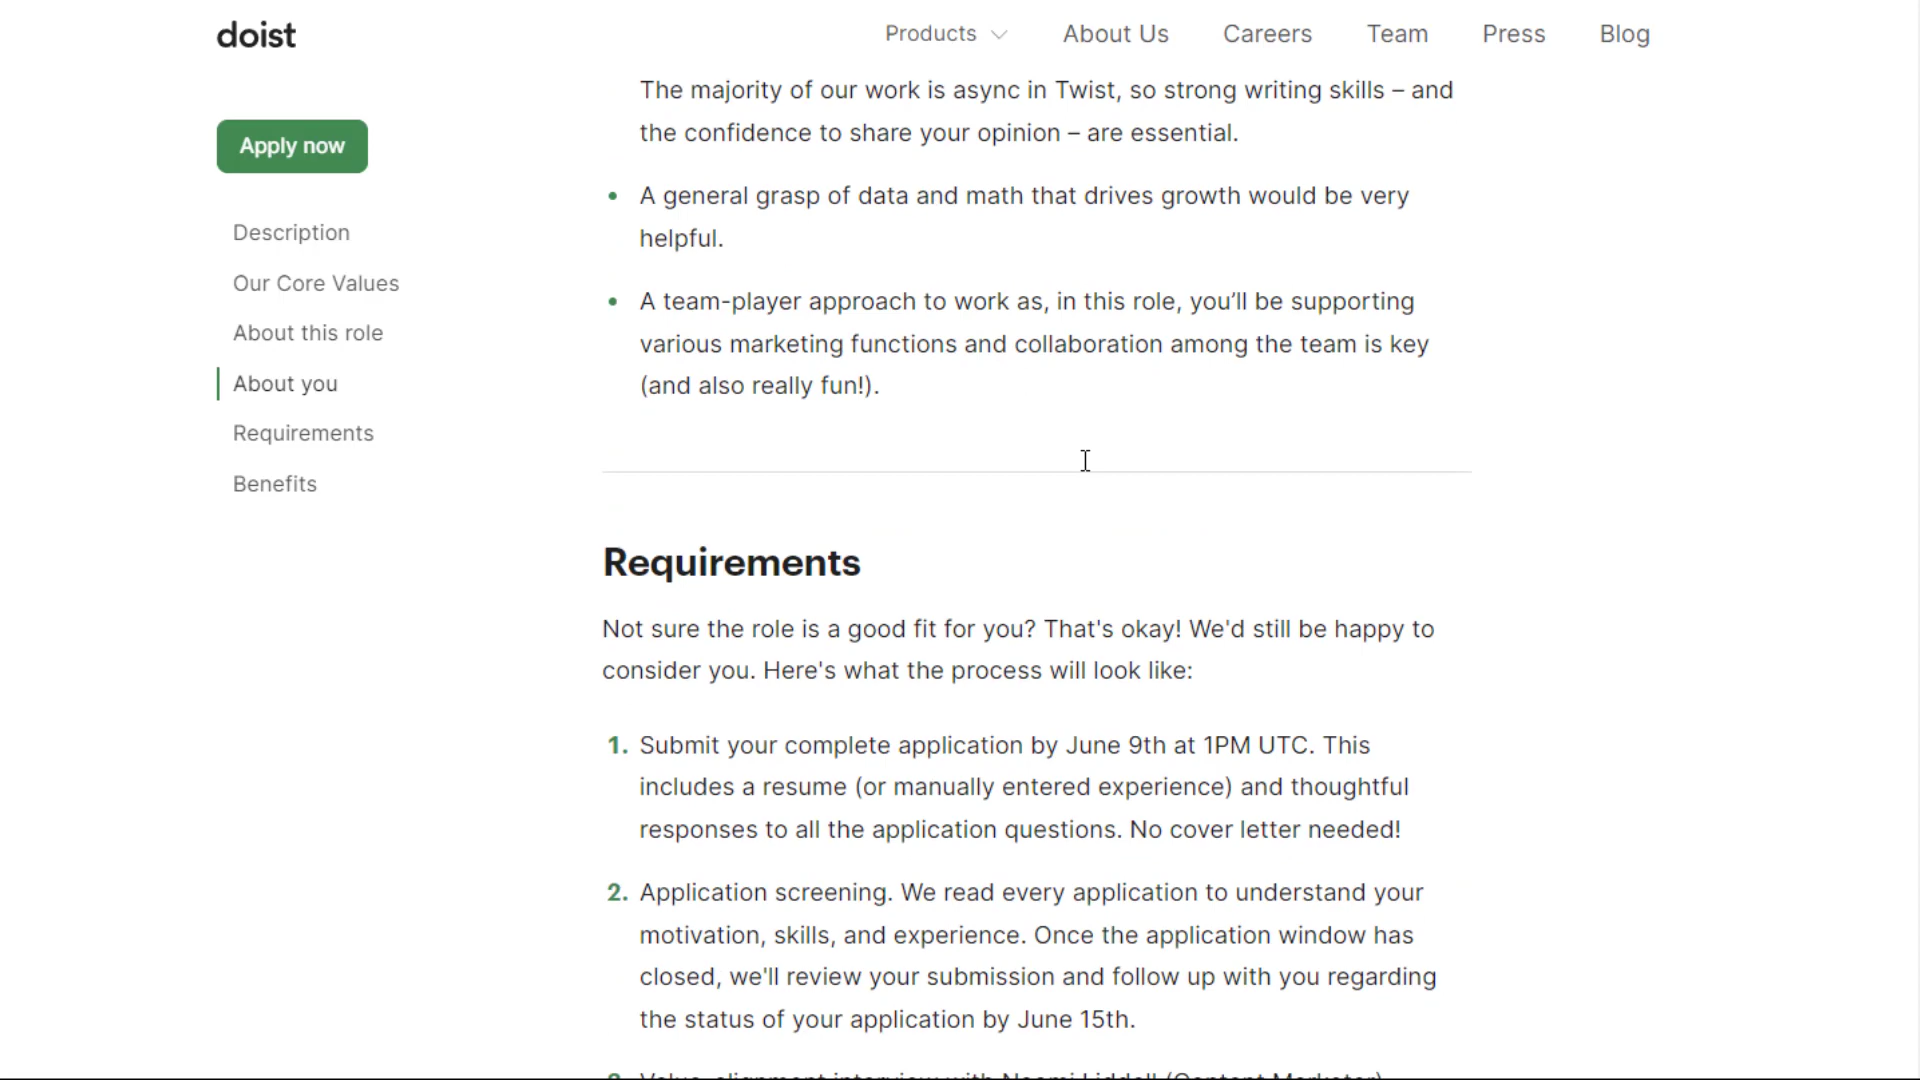 doist
Products
About Us
Careers
Team
Press
Blog
Apply now
Description
Our Core Values
About this role
About you
Requirements
Benefits
The majority of our work is async in Twist, so strong writing skills – and
the confidence to share your opinion – are essential.
• A general grasp of data and math that drives growth would be very
helpful.
• A team-player approach to work as, in this role, you’ll be supporting
various marketing functions and collaboration among the team is key
(and also really fun!).
Requirements
Not sure the role is a good fit for you? That's okay! We'd still be happy to
consider you. Here's what the process will look like:
1. Submit your complete application by June 9th at 1PM UTC. This
includes a resume (or manually entered experience) and thoughtful
responses to all the application questions. No cover letter needed!
2. Application screening. We read every application to understand your
motivation, skills, and experience. Once the application window has
closed, we'll review your submission and follow up with you regarding
the status of your application by June 15th.